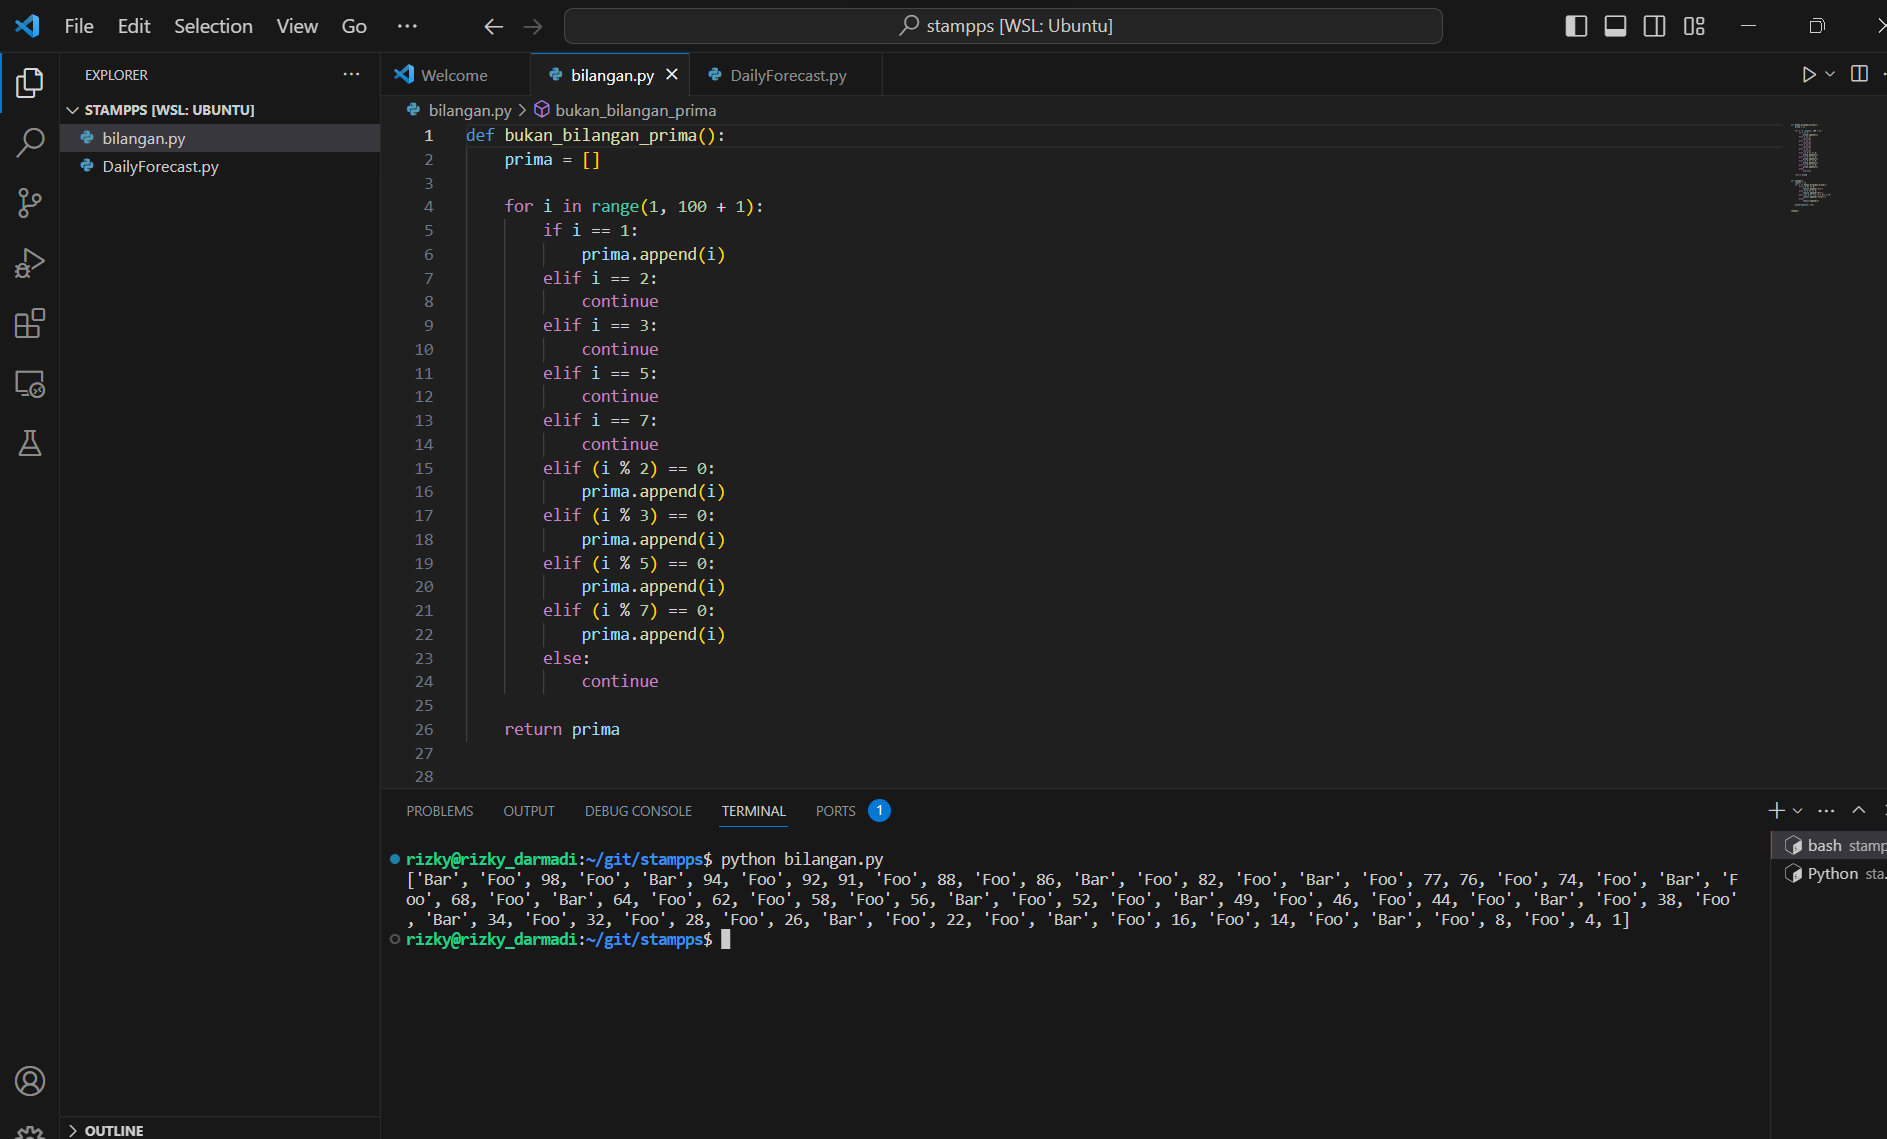 File Edit Selection View Go ··· stampps [WSL: Ubuntu]
EXPLORER ···
STAMPPS [WSL: UBUNTU]
bilangan.py
DailyForecast.py
OUTLINE
Welcome bilangan.py DailyForecast.py
bilangan.py > bukan_bilangan_prima
1 def bukan_bilangan_prima():
2 prima = []
3
4 for i in range(1, 100 + 1):
5 if i == 1:
6 prima.append(i)
7 elif i == 2:
8 continue
9 elif i == 3:
10 continue
11 elif i == 5:
12 continue
13 elif i == 7:
14 continue
15 elif (i % 2) == 0:
16 prima.append(i)
17 elif (i % 3) == 0:
18 prima.append(i)
19 elif (i % 5) == 0:
20 prima.append(i)
21 elif (i % 7) == 0:
22 prima.append(i)
23 else:
24 continue
25
26 return prima
27
28
PROBLEMS OUTPUT DEBUG CONSOLE TERMINAL PORTS 1
rizky@rizky_darmadi:~/git/stampps$ python bilangan.py
['Bar', 'Foo', 98, 'Foo', 'Bar', 94, 'Foo', 92, 91, 'Foo', 88, 'Foo', 86, 'Bar', 'Foo', 82, 'Foo', 'Bar', 'Foo', 77, 76, 'Foo', 74, 'Foo', 'Bar', 'F
oo', 68, 'Foo', 'Bar', 64, 'Foo', 62, 'Foo', 58, 'Foo', 56, 'Bar', 'Foo', 52, 'Foo', 'Bar', 49, 'Foo', 46, 'Foo', 44, 'Foo', 'Bar', 'Foo', 38, 'Foo'
, 'Bar', 34, 'Foo', 32, 'Foo', 28, 'Foo', 26, 'Bar', 'Foo', 22, 'Foo', 'Bar', 'Foo', 16, 'Foo', 14, 'Foo', 'Bar', 'Foo', 8, 'Foo', 4, 1]
rizky@rizky_darmadi:~/git/stampps$
bash stamp
Python sta..